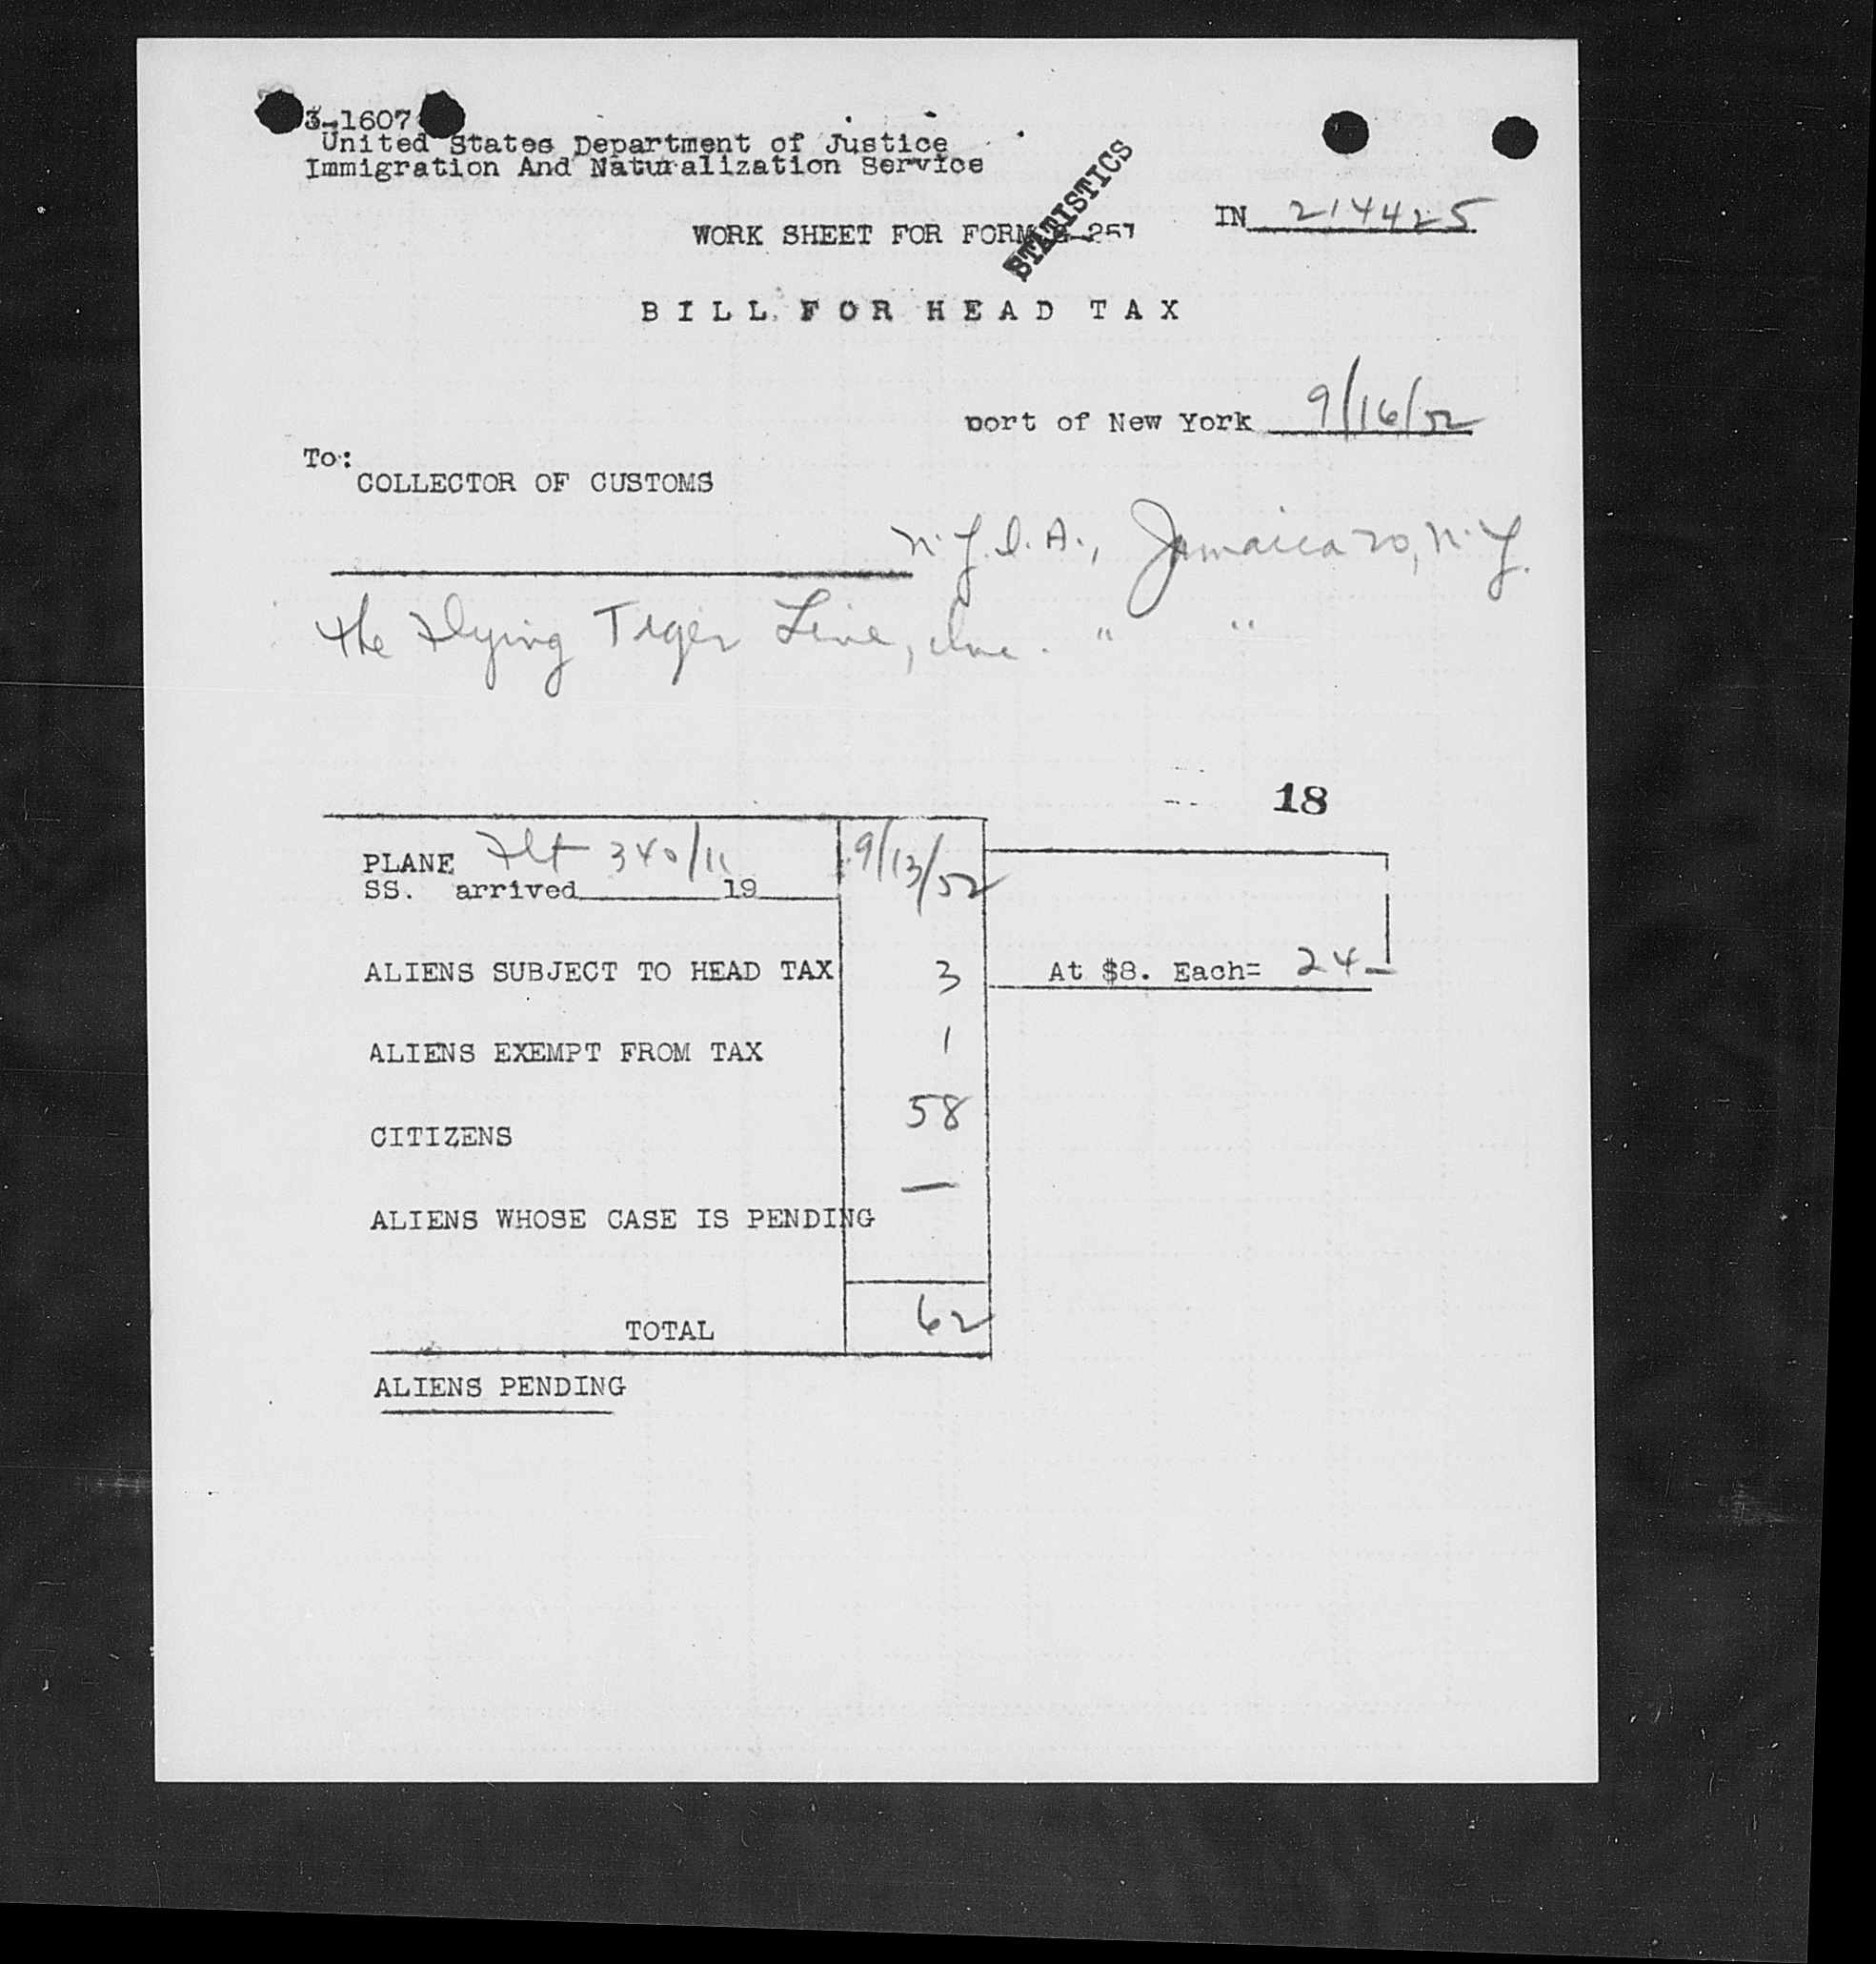 3-1607
United States Department of Justice
Immigration And Naturalization Service
STATISTICS
IN 214425
WORK SHEET FOR FORM 257
BILL FOR HEAD TAX
port of New York 9/16/52
To:
COLLECTOR OF CUSTOMS
N.Y.I.A., Jamaica 20, N.Y.
The Flying Tiger Line, Inc. " "
18
PLANE Flt 340/11 9/13/52
SS. arrived 19
ALIENS SUBJECT TO HEAD TAX 3 At $8. Each= 24-
ALIENS EXEMPT FROM TAX 1
CITIZENS 58
ALIENS WHOSE CASE IS PENDING —
TOTAL 62
ALIENS PENDING